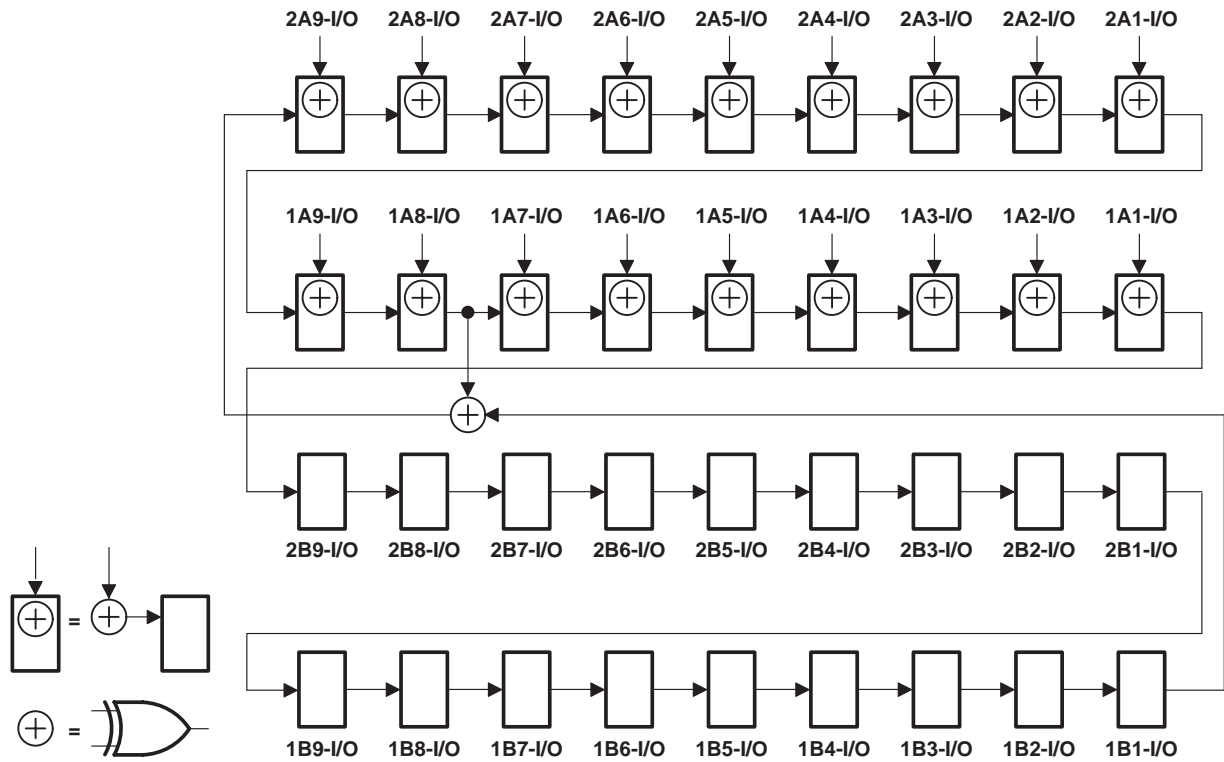 2A9-I/O 2A8-I/O 2A7-I/O 2A6-I/O 2A5-I/O 2A4-I/O 2A3-I/O 2A2-I/O 2A1-I/O
1A9-I/O 1A8-I/O 1A7-I/O 1A6-I/O 1A5-I/O 1A4-I/O 1A3-I/O 1A2-I/O 1A1-I/O
2B9-I/O 2B8-I/O 2B7-I/O 2B6-I/O 2B5-I/O 2B4-I/O 2B3-I/O 2B2-I/O 2B1-I/O
=
=
1B9-I/O 1B8-I/O 1B7-I/O 1B6-I/O 1B5-I/O 1B4-I/O 1B3-I/O 1B2-I/O 1B1-I/O